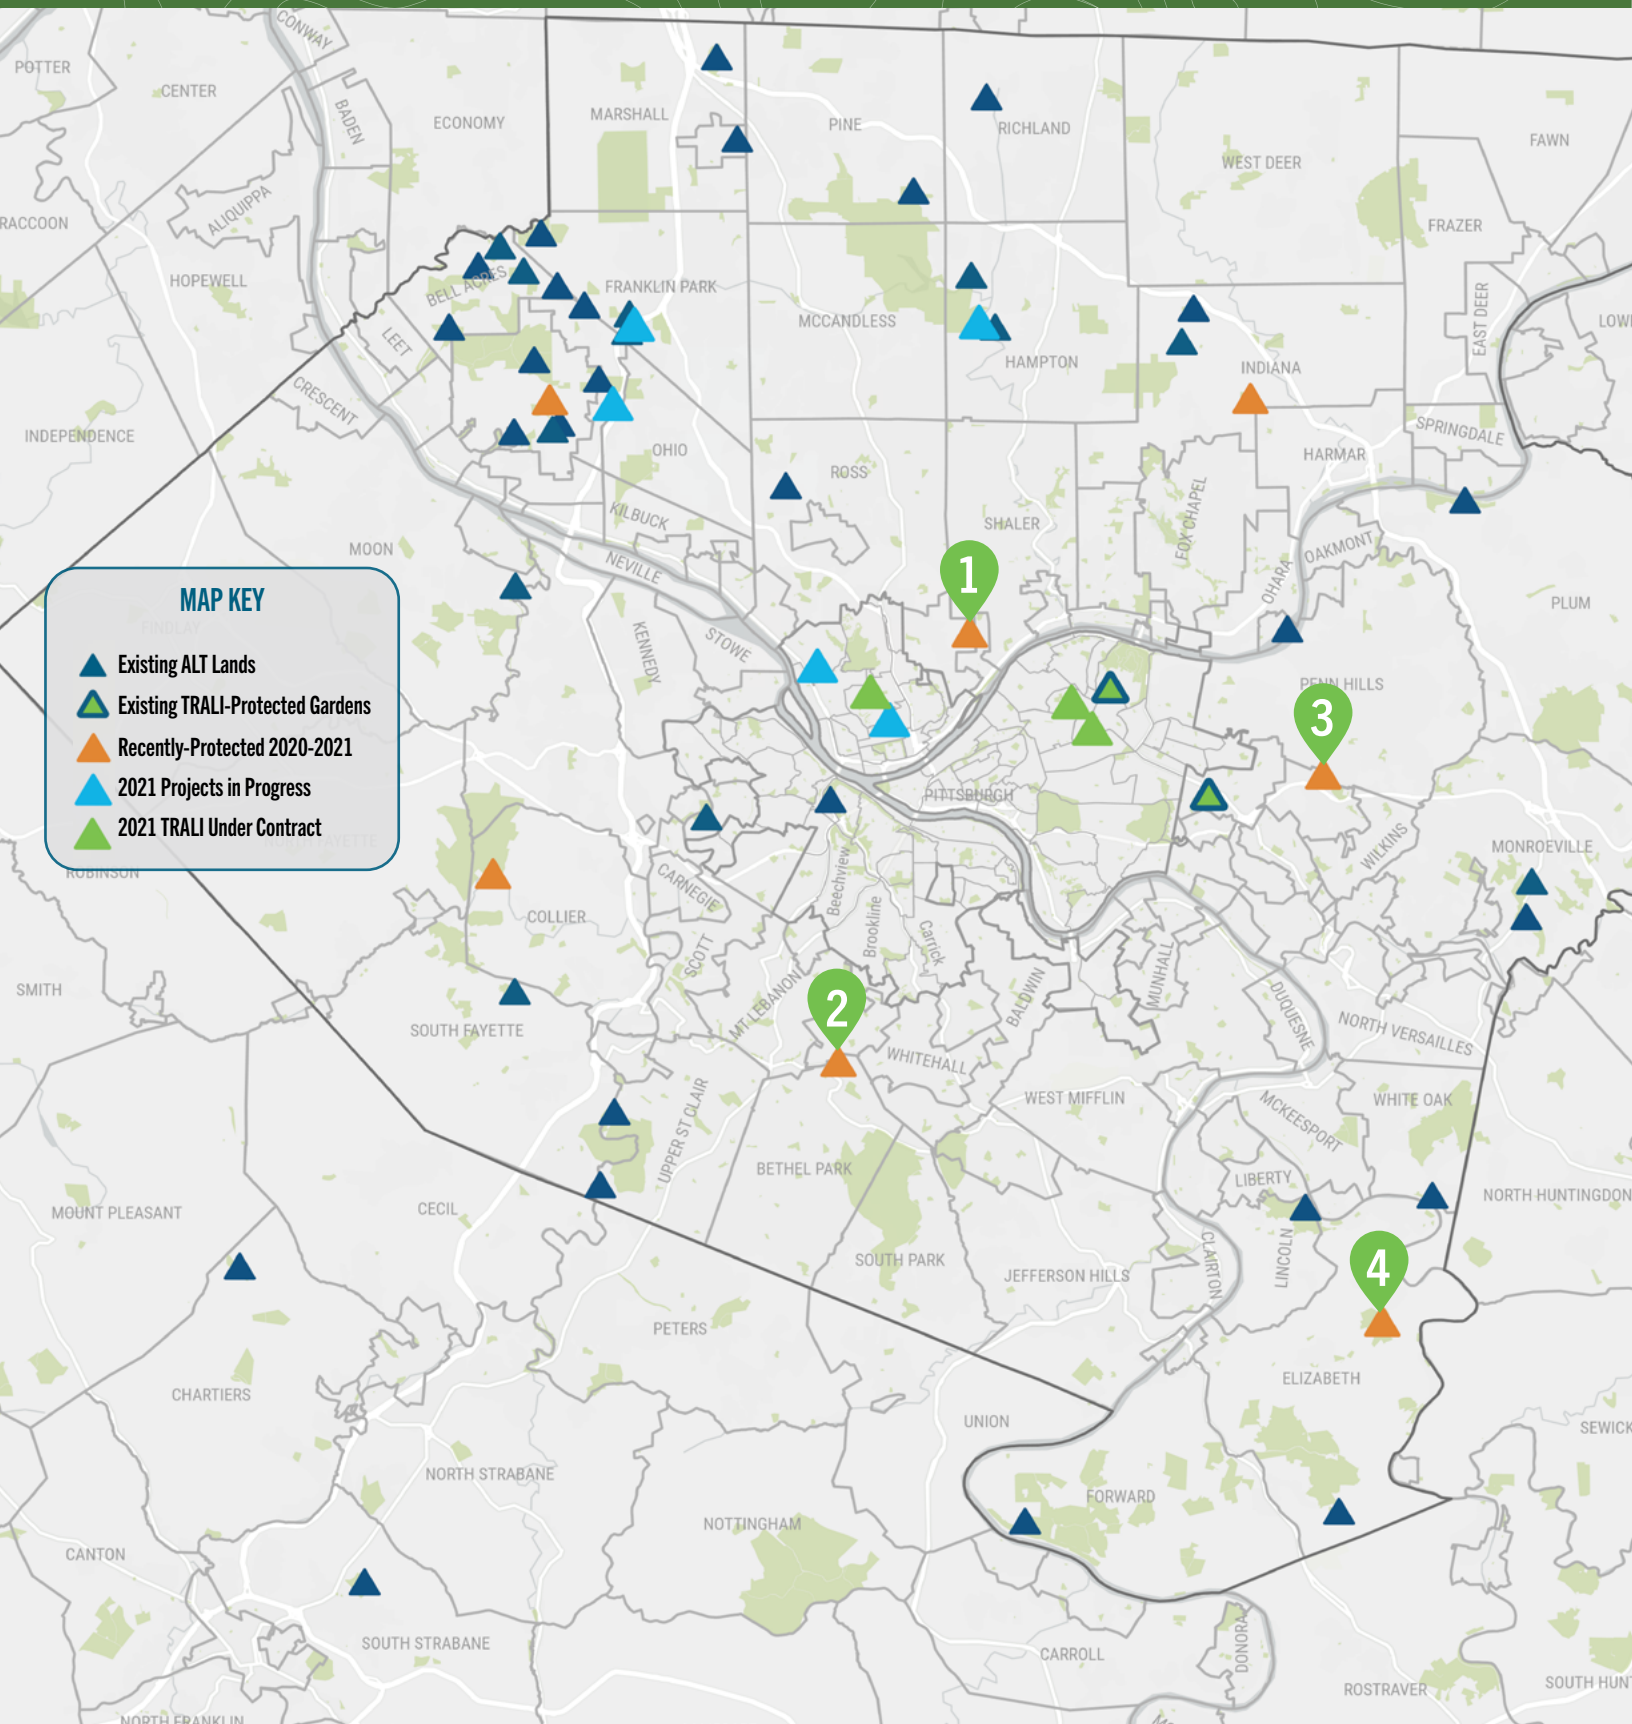 CONWAY
POTTER
CENTER
BADEN
ECONOMY
MARSHALL
PINE
RICHLAND
WEST DEER
FAWN
ALIQUIPPA
RACCOON
FRAZER
HOPEWELL
BELL ACRES
FRANKLIN PARK
MCCANDLESS
EAST DEER
LEET
HAMPTON
INDIANA
CRESCENT
INDEPENDENCE
OHIO
ROSS
SPRINGDALE
HARMAR
KILBUCK
SHALER
FOX CHAPEL
MOON
NEVILLE
OAKMONT
1
OHARA
PLUM
MAP KEY
FINDLAY
Existing ALT Lands
Existing TRALI-Protected Gardens
Recently-Protected 2020-2021
2021 Projects in Progress
2021 TRALI Under Contract
NORTH FAYETTE
ROBINSON
KENNEDY
STOWE
PENN HILLS
3
PITTSBURGH
WILKINS
MONROEVILLE
CARNEGIE
Beechview
Brookline
Carrick
COLLIER
SCOTT
MUNHALL
SMITH
MT LEBANON
2
BALDWIN
DUQUESNE
SOUTH FAYETTE
NORTH VERSAILLES
WHITEHALL
WEST MIFFLIN
MCKEESPORT
WHITE OAK
UPPER ST CLAIR
BETHEL PARK
LIBERTY
MOUNT PLEASANT
CECIL
NORTH HUNTINGDON
CLAIRTON
LINCOLN
SOUTH PARK
JEFFERSON HILLS
4
PETERS
ELIZABETH
CHARTIERS
UNION
SEWICK
NORTH STRABANE
FORWARD
NOTTINGHAM
CANTON
SOUTH STRABANE
CARROLL
DONORA
ROSTRAVER
SOUTH HUN
NORTH FRANKLIN